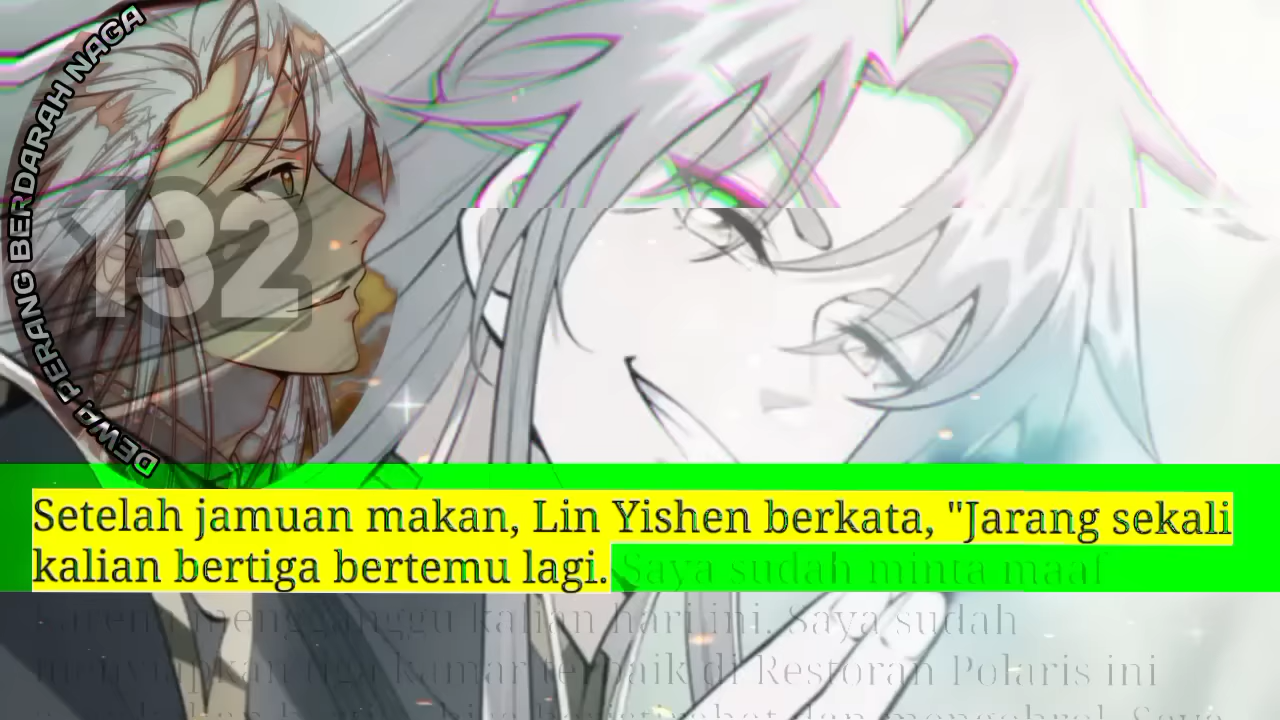 DEWA PERANG BERDARAH NAGA
132
Setelah jamuan makan, Lin Yishen berkata, "Jarang sekali
kalian bertiga bertemu lagi. Saya sudah minta maaf
karena mengganggu kalian hari ini. Saya sudah
menyiapkan tiga kamar terbaik di Restoran Polaris ini